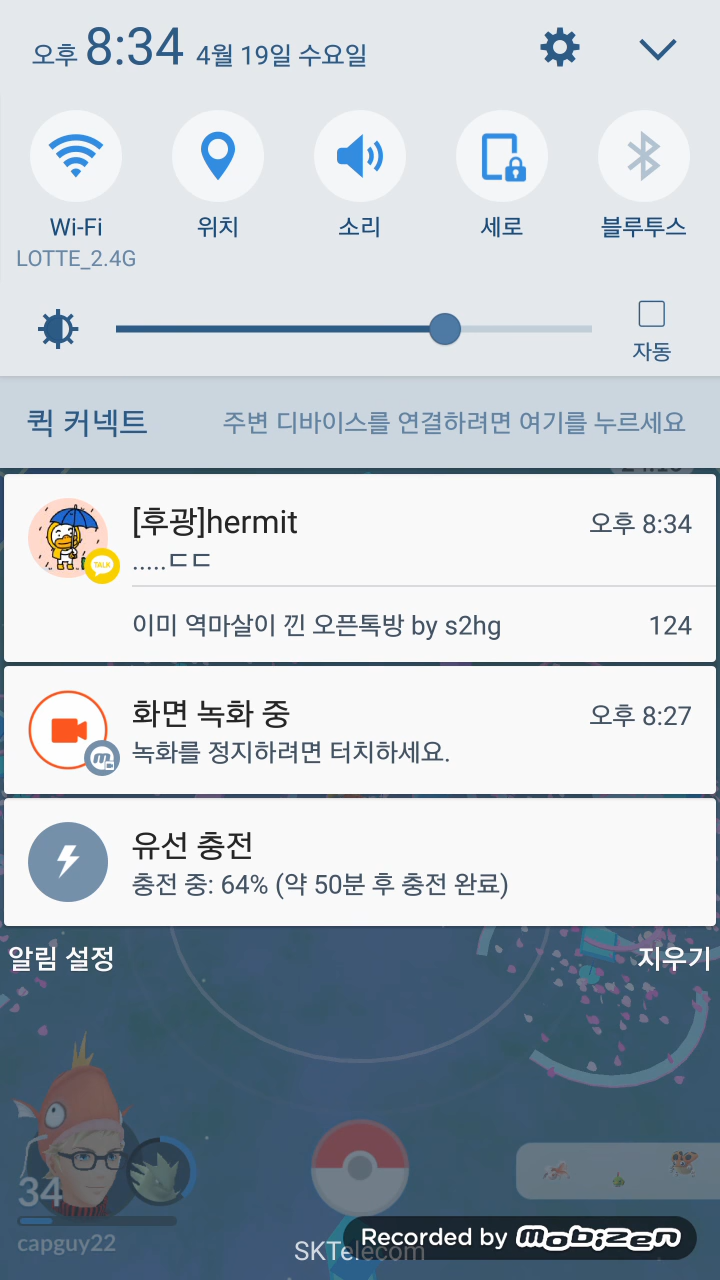 오후 8:34 4월 19일 수요일
Wi-Fi 위치 소리 세로 블루투스
LOTTE_2.4G
자동
퀵 커넥트 주변 디바이스를 연결하려면 여기를 누르세요
[후광]hermit 오후 8:34
.....ㄷㄷ
TALK
이미 역마살이 낀 오픈톡방 by s2hg 124
화면 녹화 중 오후 8:27
녹화를 정지하려면 터치하세요.
유선 충전
충전 중: 64% (약 50분 후 충전 완료)
알림 설정 지우기
34
capguy22
SKTelecom
Recorded by mobizen